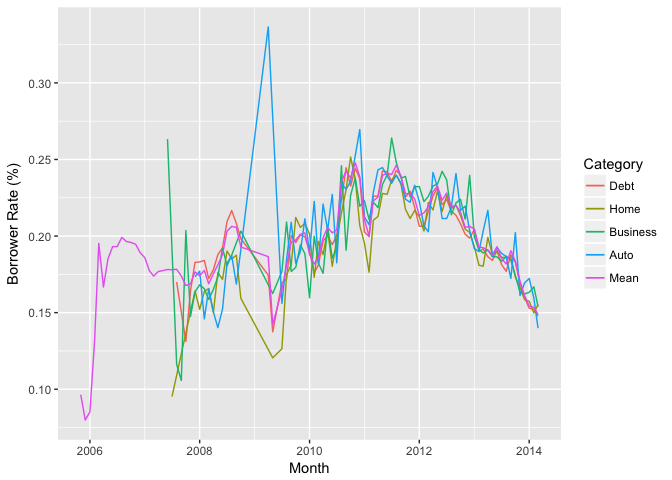 0.30
0.25
0.20
0.15
0.10
Borrower Rate (%)
2006 2008 2010 2012 2014
Month
Category
Debt
Home
Business
Auto
Mean